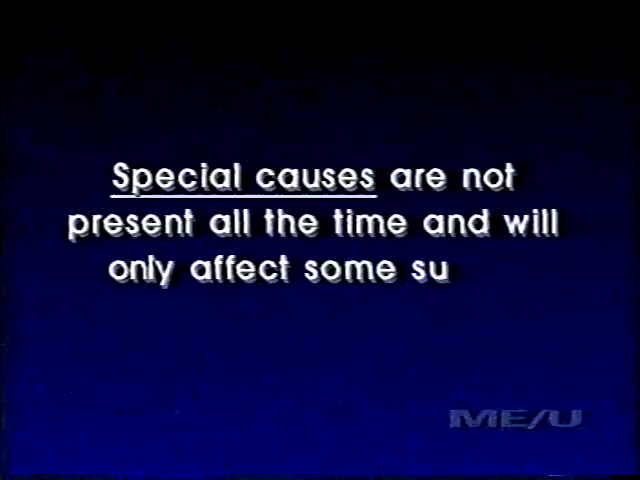 Special causes are not
present all the time and will
only affect some su
ME/U